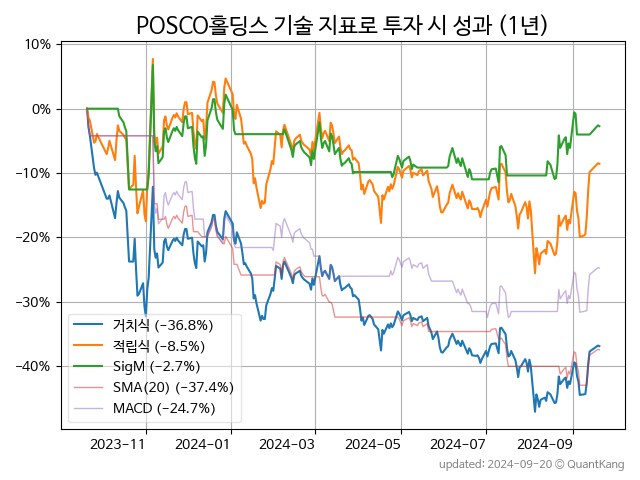 POSCO홀딩스 기술 지표로 투자 시 성과 (1년)
10%
0%
−10%
−20%
−30%
−40%
거치식 (−36.8%)
적립식 (−8.5%)
SigM (−2.7%)
SMA(20) (−37.4%)
MACD (−24.7%)
2023-11 2024-01 2024-03 2024-05 2024-07 2024-09
updated: 2024-09-20 © QuantKang